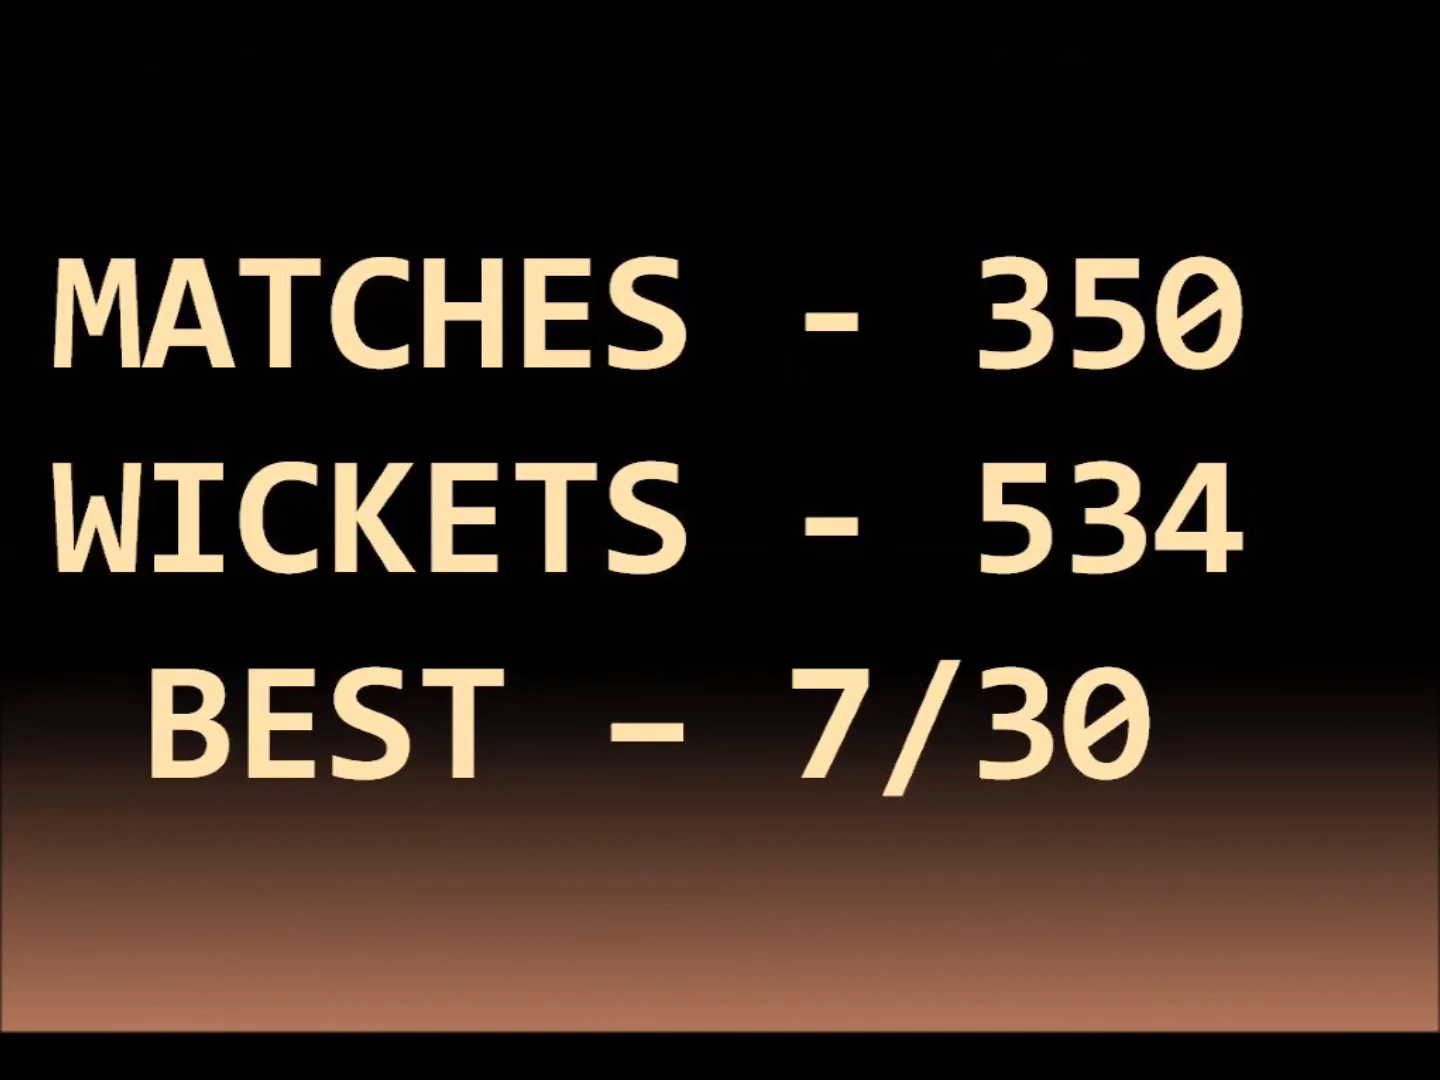 MATCHES - 350
WICKETS - 534
BEST – 7/30